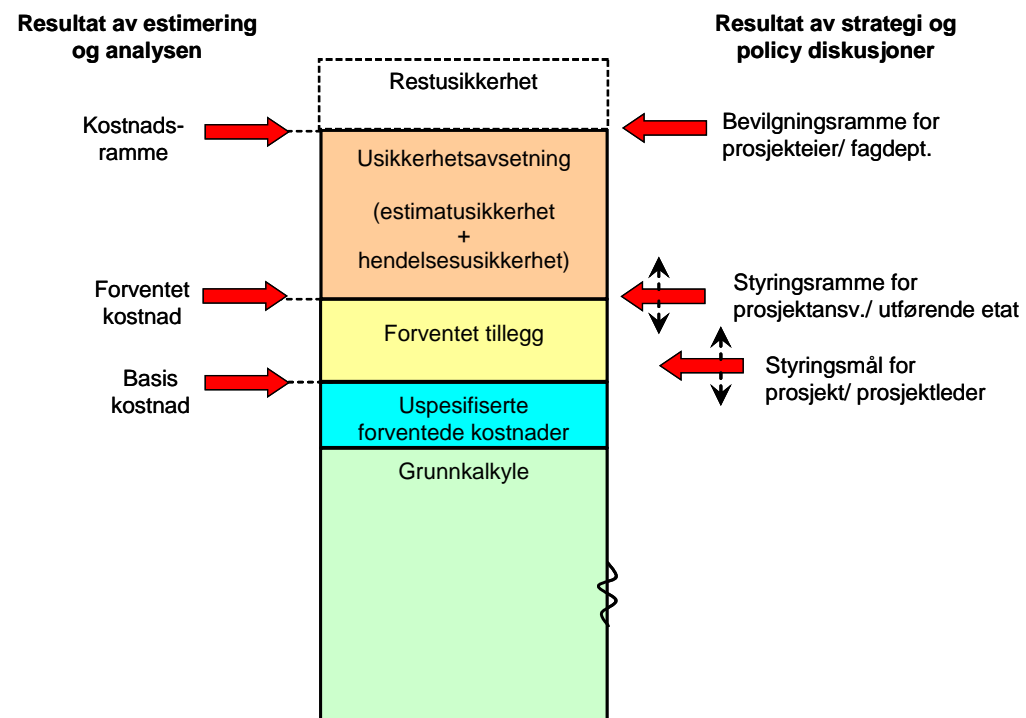 Resultat av estimering
og analysen
Resultat av strategi og
policy diskusjoner
Restusikkerhet
Kostnads-
ramme
Bevilgningsramme for
prosjekteier/ fagdept.
Usikkerhetsavsetning
(estimatusikkerhet
+
hendelsesusikkerhet)
Forventet
kostnad
Styringsramme for
prosjektansv./ utførende etat
Forventet tillegg
Styringsmål for
prosjekt/ prosjektleder
Basis
kostnad
Uspesifiserte
forventede kostnader
Grunnkalkyle